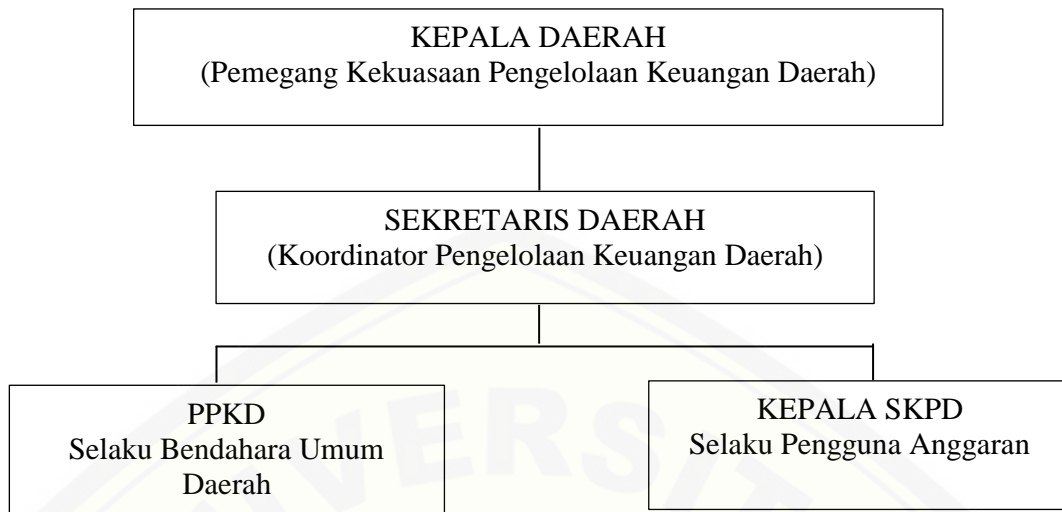 KEPALA DAERAH
(Pemegang Kekuasaan Pengelolaan Keuangan Daerah)
SEKRETARIS DAERAH
(Koordinator Pengelolaan Keuangan Daerah)
PPKD
Selaku Bendahara Umum
Daerah
KEPALA SKPD
Selaku Pengguna Anggaran